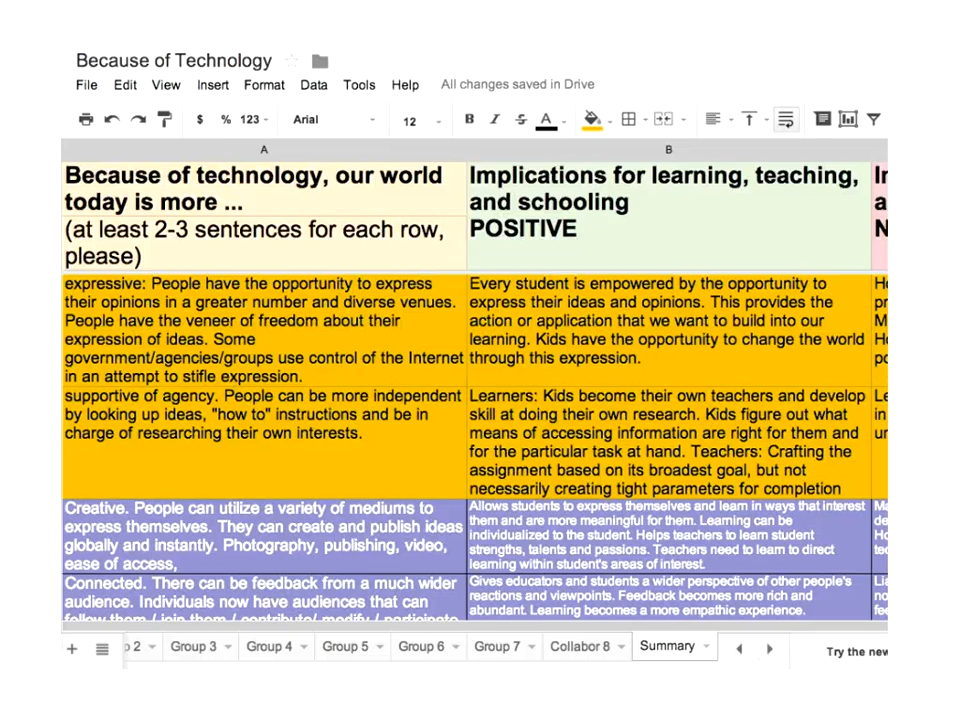 Because of Technology
File Edit View Insert Format Data Tools Help All changes saved in Drive
$ % 123 Arial 12 B I S A
A B
Because of technology, our world
today is more ...
(at least 2-3 sentences for each row,
please)
Implications for learning, teaching,
and schooling
POSITIVE
expressive: People have the opportunity to express
their opinions in a greater number and diverse venues.
People have the veneer of freedom about their
expression of ideas. Some
government/agencies/groups use control of the Internet
in an attempt to stifle expression.
Every student is empowered by the opportunity to
express their ideas and opinions. This provides the
action or application that we want to build into our
learning. Kids have the opportunity to change the world
through this expression.
supportive of agency. People can be more independent
by looking up ideas, "how to" instructions and be in
charge of researching their own interests.
Learners: Kids become their own teachers and develop
skill at doing their own research. Kids figure out what
means of accessing information are right for them and
for the particular task at hand. Teachers: Crafting the
assignment based on its broadest goal, but not
necessarily creating tight parameters for completion
Creative. People can utilize a variety of mediums to
express themselves. They can create and publish ideas
globally and instantly. Photography, publishing, video,
ease of access,
Allows students to express themselves and learn in ways that interest
them and are more meaningful for them. Learning can be
individualized to the student. Helps teachers to learn student
strengths, talents and passions. Teachers need to learn to direct
learning within student's areas of interest.
Connected. There can be feedback from a much wider
audience. Individuals now have audiences that can
follow them / join them / contribute/ modify / participate
Gives educators and students a wider perspective of other people's
reactions and viewpoints. Feedback becomes more rich and
abundant. Learning becomes a more empathic experience.
2 Group 3 Group 4 Group 5 Group 6 Group 7 Collabor 8 Summary Try the new